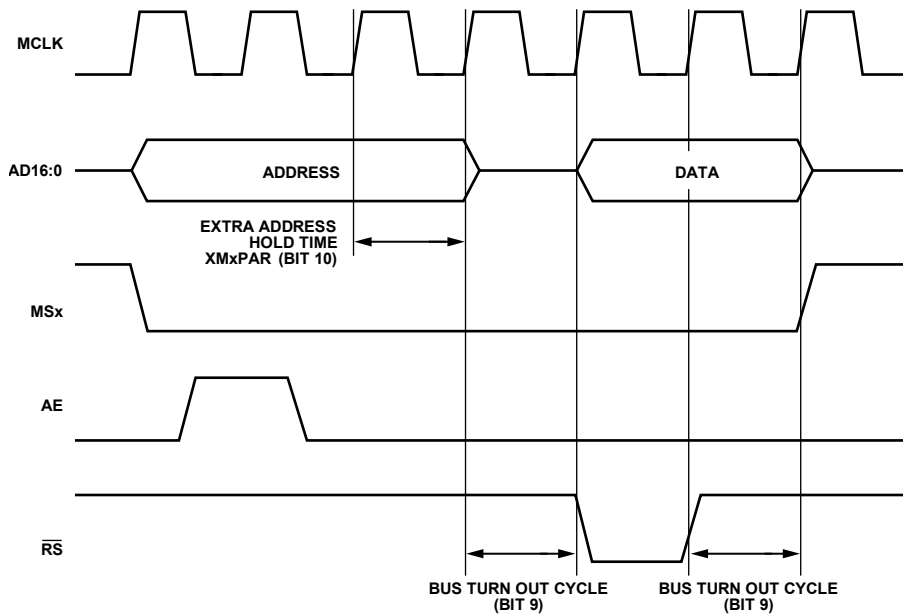 MCLK
AD16:0
ADDRESS
DATA
EXTRA ADDRESS
HOLD TIME
XMxPAR (BIT 10)
MSx
AE
RS
BUS TURN OUT CYCLE
(BIT 9)
BUS TURN OUT CYCLE
(BIT 9)